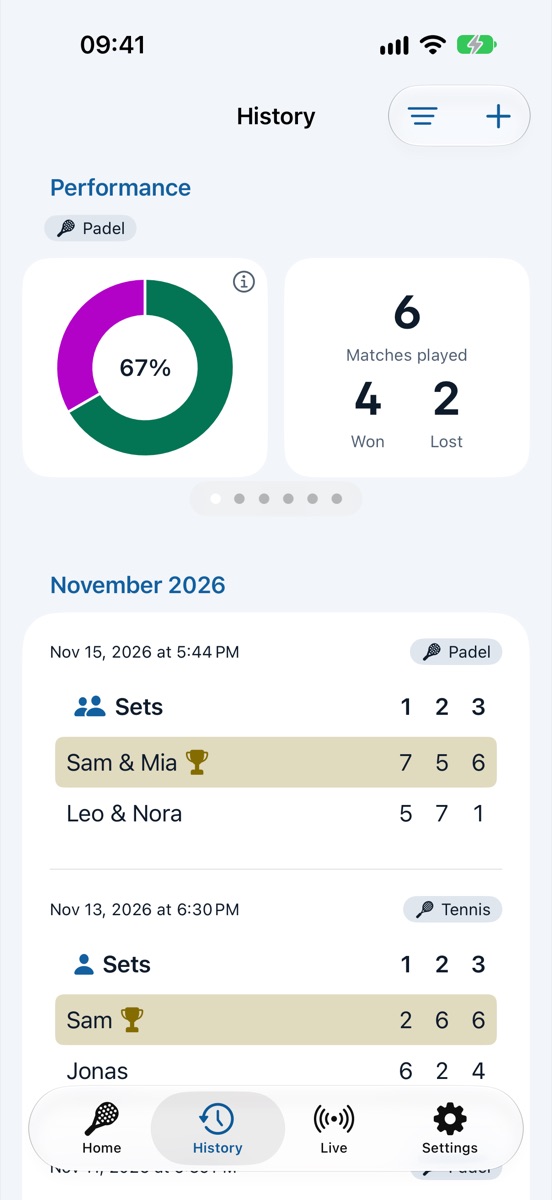 09:41
History
Performance
Padel
67%
6
Matches played
4 2
Won Lost
November 2026
Nov 15, 2026 at 5:44 PM Padel
Sets 1 2 3
Sam & Mia 7 5 6
Leo & Nora 5 7 1
Nov 13, 2026 at 6:30 PM Tennis
Sets 1 2 3
Sam 2 6 6
Jonas 6 2 4
Home History Live Settings